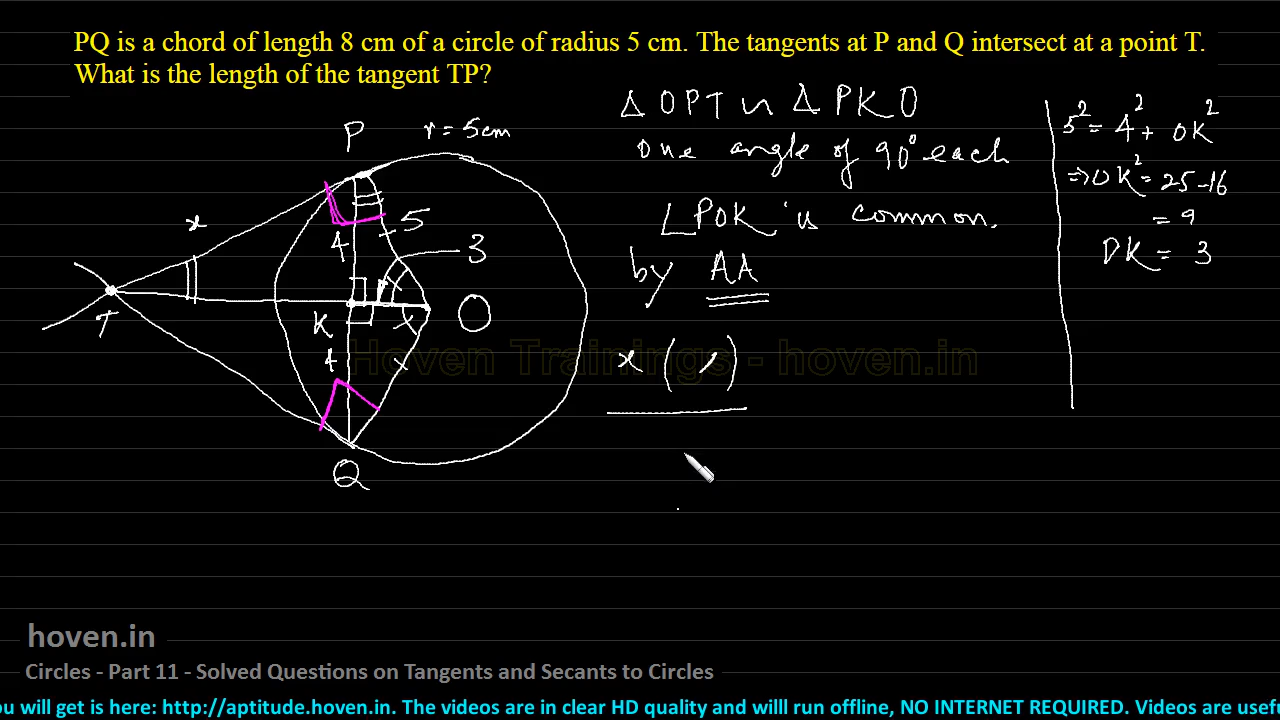 PQ is a chord of length 8 cm of a circle of radius 5 cm. The tangents at P and Q intersect at a point T.
What is the length of the tangent TP?
P
r = 5cm
x
4
5
3
T
K
O
4
Q
Δ OPT ~ Δ PKO
one angle of 90° each
∠POK is common.
by AA
x
5² = 4² + OK²
⇒ OK² = 25-16
= 9
OK = 3
Hoven Trainings - hoven.in
hoven.in
Circles - Part 11 - Solved Questions on Tangents and Secants to Circles
ou will get is here: http://aptitude.hoven.in. The videos are in clear HD quality and willl run offline, NO INTERNET REQUIRED. Videos are usefu